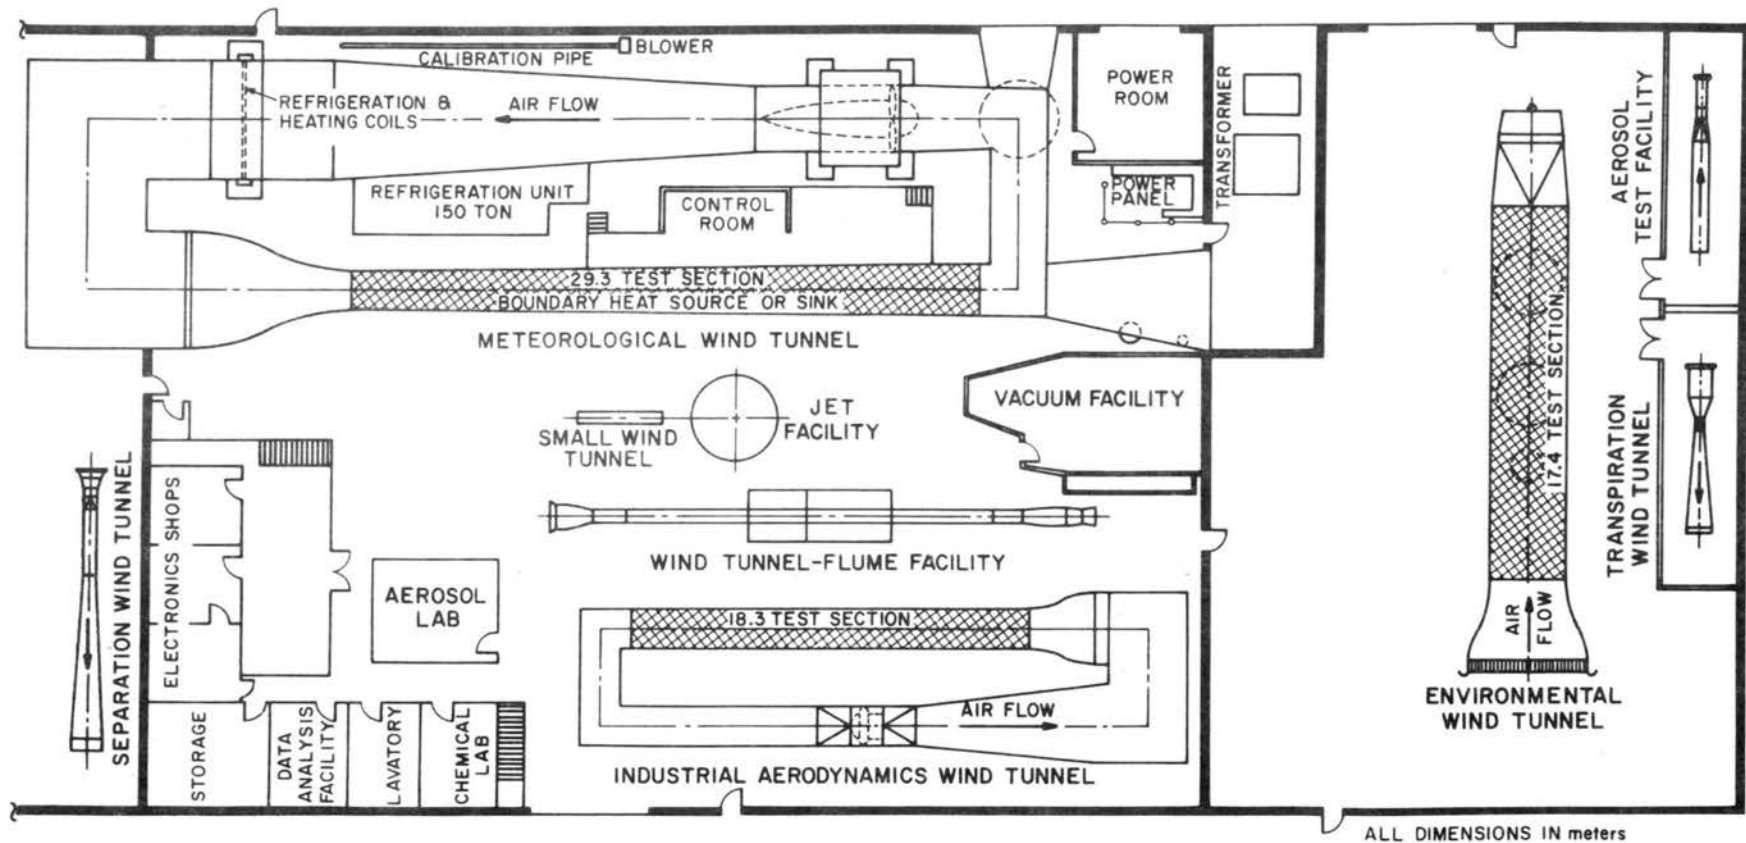 BLOWER
CALIBRATION PIPE
REFRIGERATION &
HEATING COILS
AIR FLOW
POWER
ROOM
TRANSFORMER
REFRIGERATION UNIT
150 TON
CONTROL
ROOM
POWER
PANEL
29.3 TEST SECTION
BOUNDARY HEAT SOURCE OR SINK
METEOROLOGICAL WIND TUNNEL
JET
FACILITY
SMALL WIND
TUNNEL
VACUUM FACILITY
SEPARATION WIND TUNNEL
ELECTRONICS SHOPS
WIND TUNNEL-FLUME FACILITY
AEROSOL
LAB
18.3 TEST SECTION
AIR FLOW
INDUSTRIAL AERODYNAMICS WIND TUNNEL
STORAGE
DATA
ANALYSIS
FACILITY
LAVATORY
CHEMICAL
LAB
AEROSOL
TEST FACILITY
17.4 TEST SECTION
TRANSPIRATION
WIND TUNNEL
AIR
FLOW
ENVIRONMENTAL
WIND TUNNEL
ALL DIMENSIONS IN meters